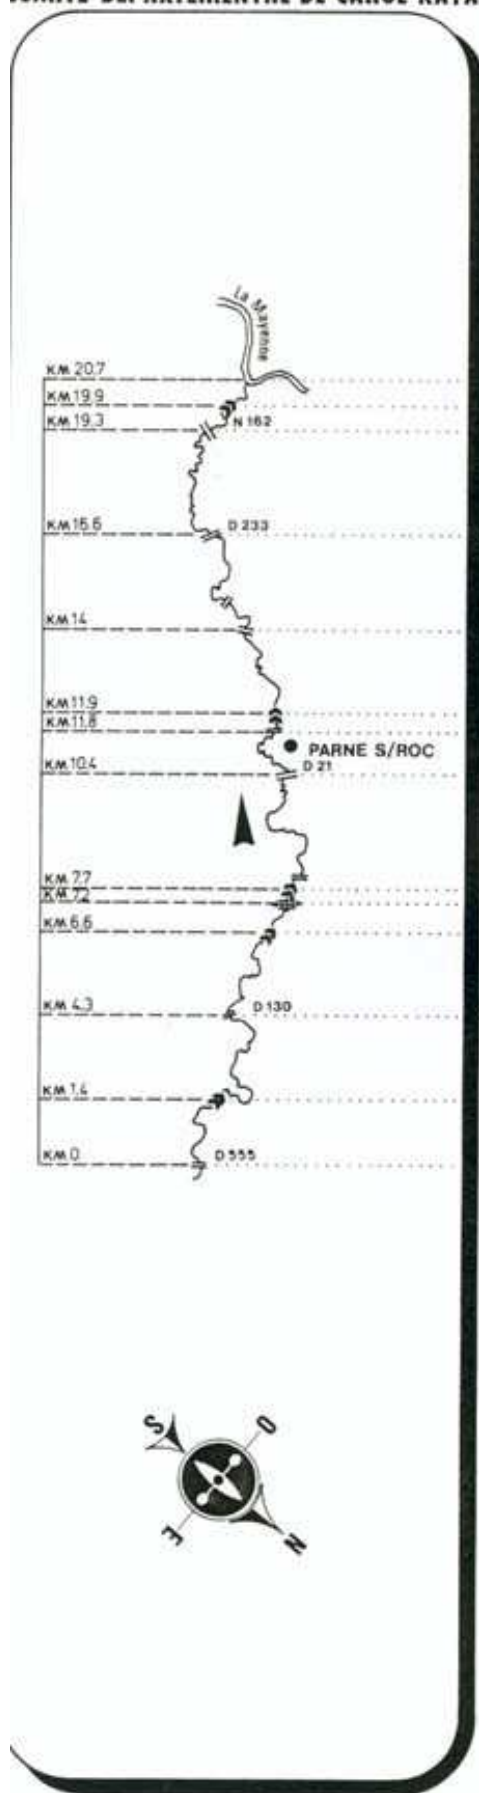 La Mayenne
KM 20.7
KM 19.9
N 162
KM 19.3
D 233
KM 16.6
KM 14
KM 11.9
KM 11.8
PARNE S/ROC
D 21
KM 10.4
KM 7.7
KM 7.2
KM 6.6
D 130
KM 4.3
KM 1.4
D 555
KM 0
S
O
E
N